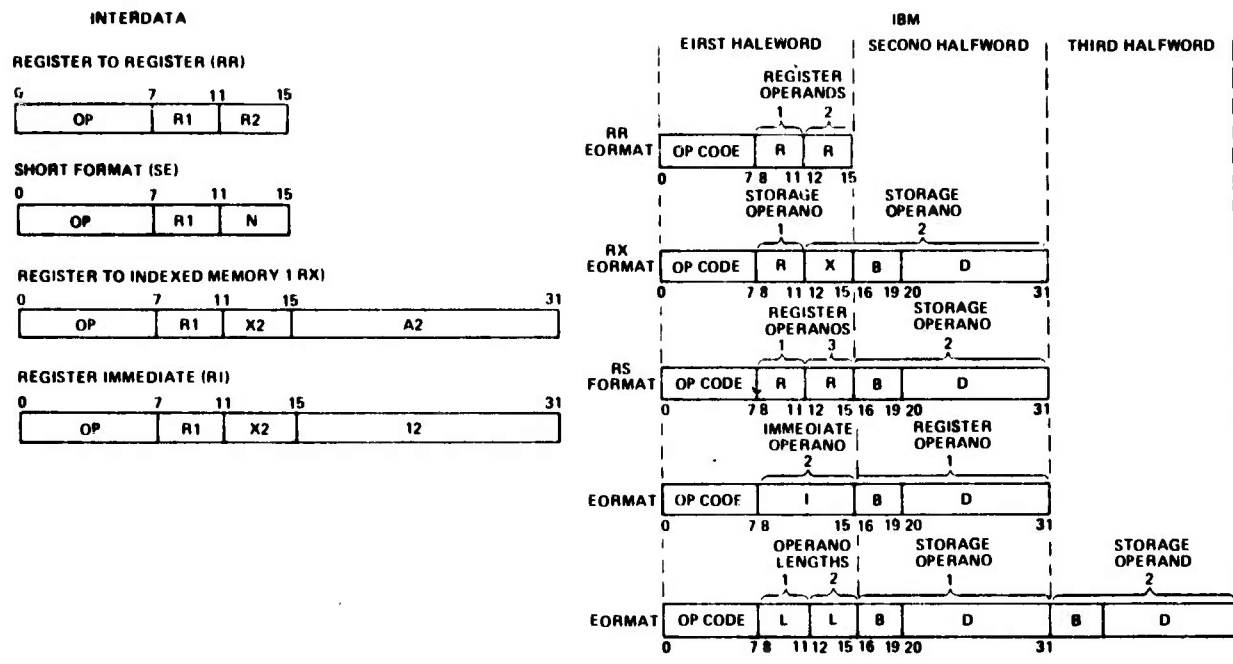 INTERDATA
REGISTER TO REGISTER (RR)
G 7 11 15
OP R1 R2
SHORT FORMAT (SE)
0 7 11 15
OP R1 N
REGISTER TO INDEXED MEMORY 1 RX)
0 7 11 15 31
OP R1 X2 A2
REGISTER IMMEDIATE (RI)
0 7 11 15 31
OP R1 X2 12
IBM
EIRST HALEWORD SECOND HALFWORD THIRD HALFWORD
REGISTER
OPERANDS
1 2
RR
EORMAT OP COOE R R
0 7 8 11 12 15
STORAGE STORAGE
OPERANO OPERANO
1 2
RX
EORMAT OP CODE R X B D
0 7 8 11 12 15 16 19 20 31
REGISTER STORAGE
OPERANOS OPERANO
1 3 2
RS
FORMAT OP CODE R R B D
0 7 8 11 12 15 16 19 20 31
IMMEOIATE REGISTER
OPERANO OPERANO
2 1
EORMAT OP COOE I B D
0 7 8 15 16 19 20 31
OPERANO STORAGE STORAGE
LENGTHS OPERANO OPERAND
1 2 1 2
EORMAT OP CODE L L B D B D
0 7 8 11 12 15 16 19 20 31